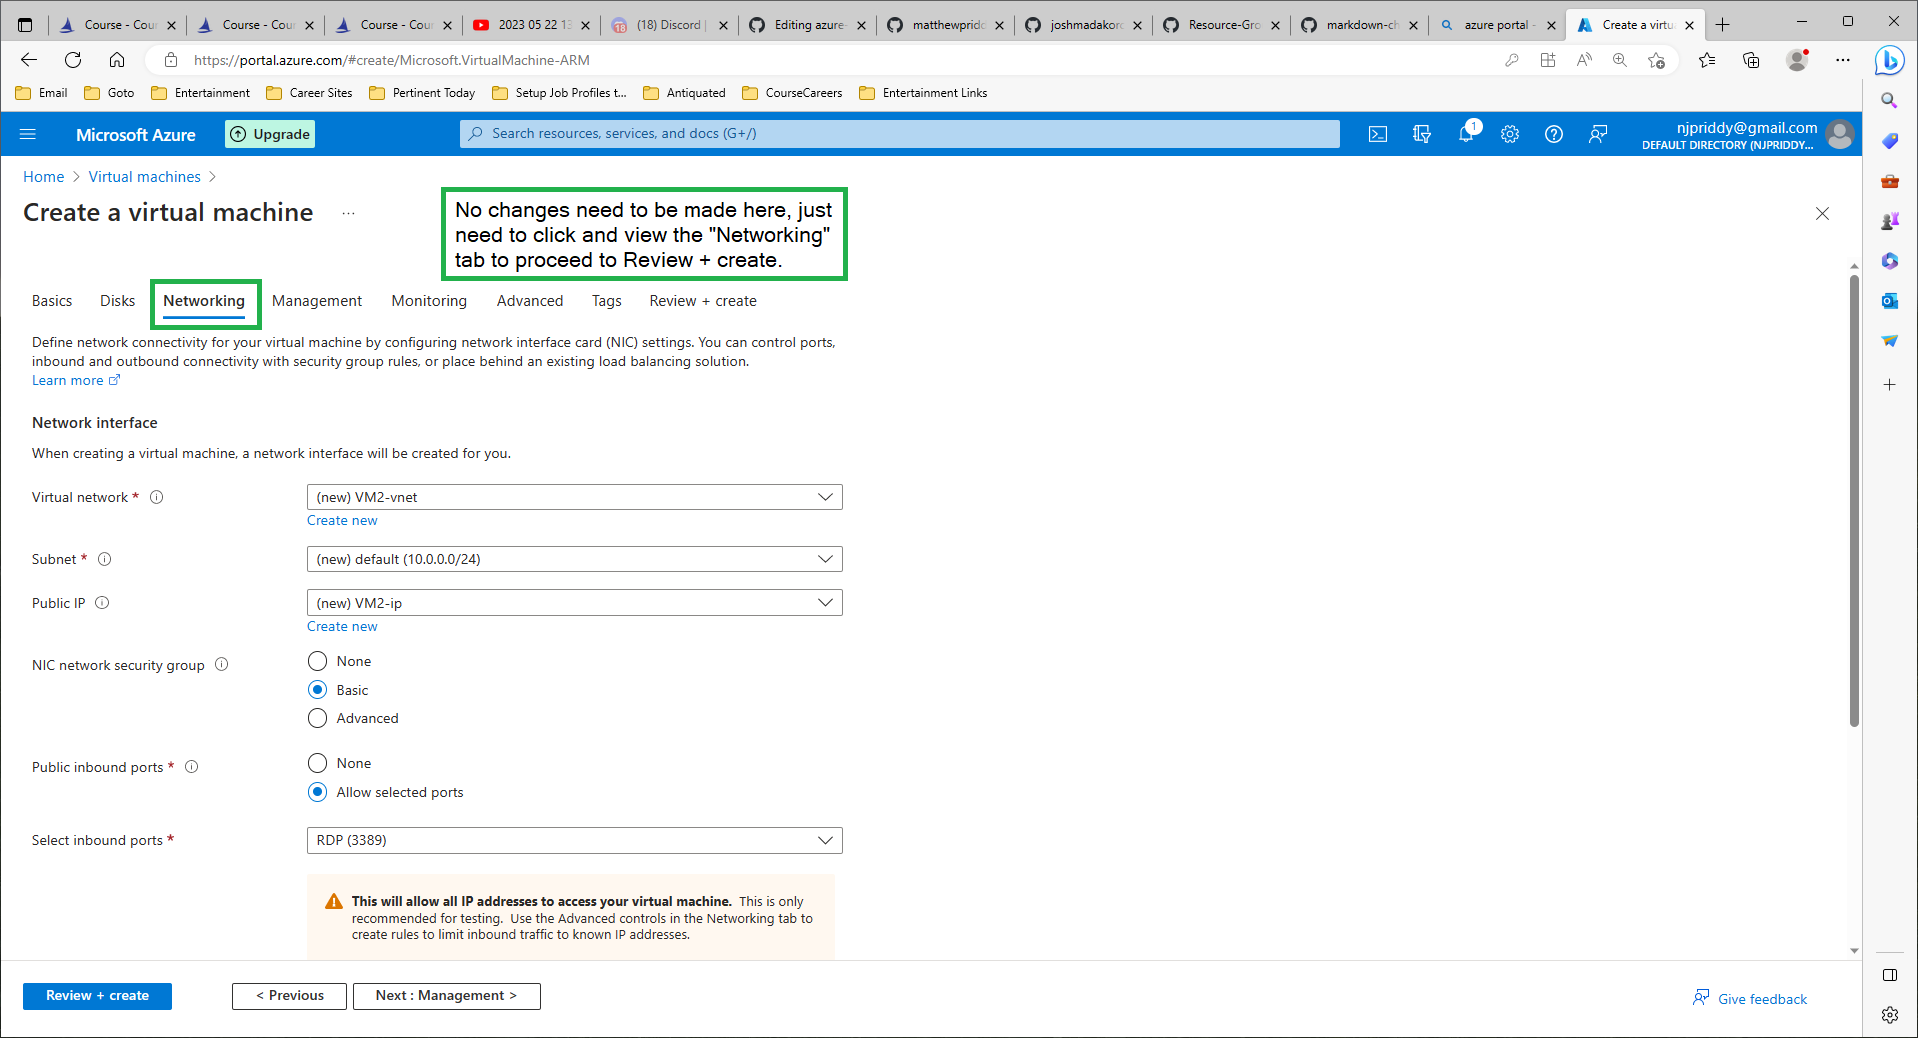 Course - Cour
Course - Cour
Course - Cour
2023 05 22 13
(18) Discord |
Editing azure-
matthewpridd
joshmadakoro
Resource-Gro
markdown-ch
azure portal -
Create a virtua
https://portal.azure.com/#create/Microsoft.VirtualMachine-ARM
Email
Goto
Entertainment
Career Sites
Pertinent Today
Setup Job Profiles t...
Antiquated
CourseCareers
Entertainment Links
Microsoft Azure
Upgrade
Search resources, services, and docs (G+/)
1
njpriddy@gmail.com
DEFAULT DIRECTORY (NJPRIDDY...
Home > Virtual machines >
Create a virtual machine ...
No changes need to be made here, just
need to click and view the "Networking"
tab to proceed to Review + create.
Basics Disks Networking Management Monitoring Advanced Tags Review + create
Define network connectivity for your virtual machine by configuring network interface card (NIC) settings. You can control ports,
inbound and outbound connectivity with security group rules, or place behind an existing load balancing solution.
Learn more
Network interface
When creating a virtual machine, a network interface will be created for you.
Virtual network * (new) VM2-vnet
Create new
Subnet * (new) default (10.0.0.0/24)
Public IP (new) VM2-ip
Create new
NIC network security group
None
Basic
Advanced
Public inbound ports *
None
Allow selected ports
Select inbound ports * RDP (3389)
This will allow all IP addresses to access your virtual machine. This is only
recommended for testing. Use the Advanced controls in the Networking tab to
create rules to limit inbound traffic to known IP addresses.
Review + create
< Previous
Next : Management >
Give feedback